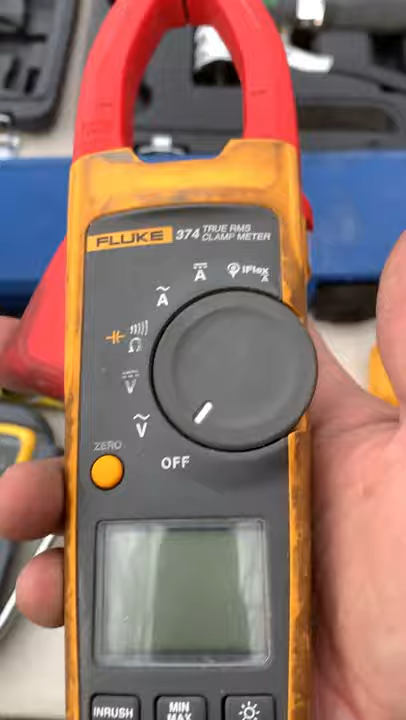 FLUKE 374 TRUE RMS
CLAMP METER
A
iFlex
A
A
Ω
V
V
ZERO
OFF
INRUSH
MIN
MAX